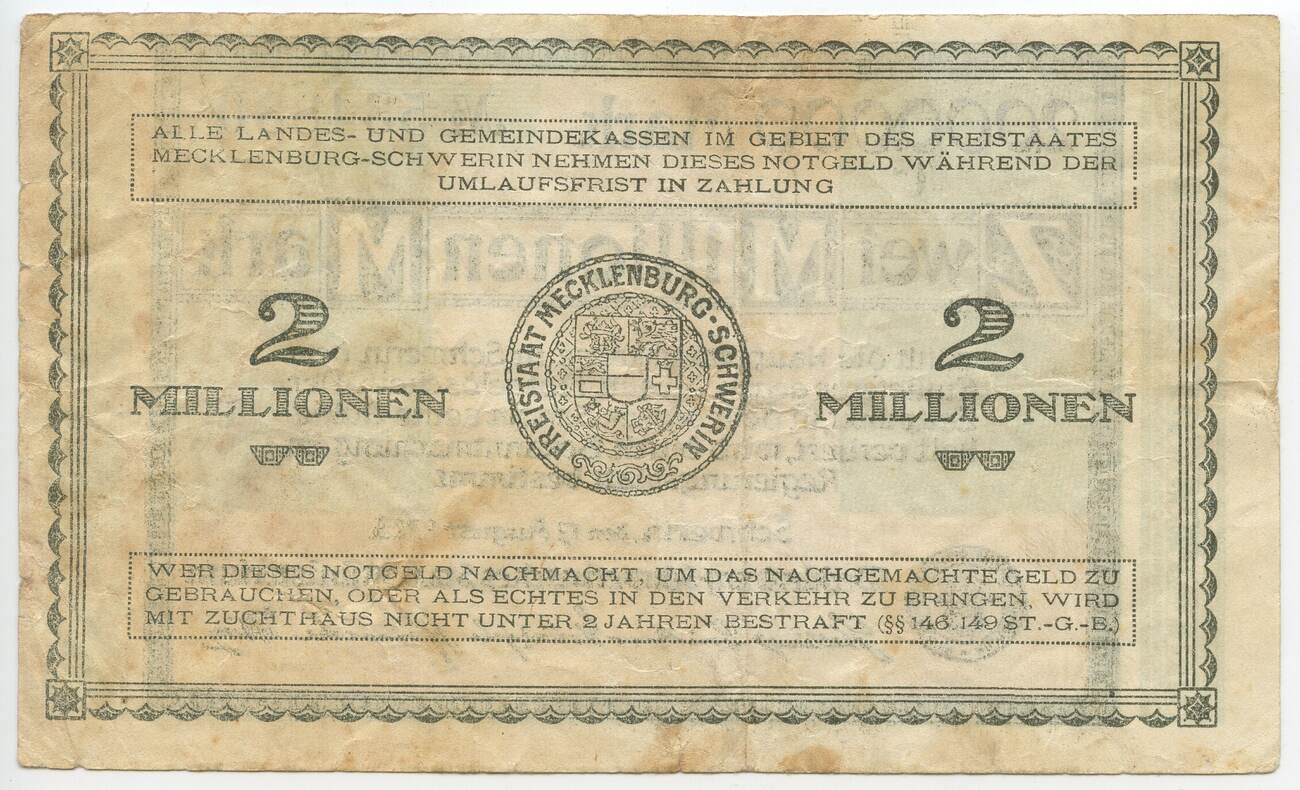 ALLE LANDES- UND GEMEINDEKASSEN IM GEBIET DES FREISTAATES
MECKLENBURG-SCHWERIN NEHMEN DIESES NOTGELD WÄHREND DER
UMLAUFSFRIST IN ZAHLUNG
2
MILLIONEN
FREISTAAT MECKLENBURG-SCHWERIN
2
MILLIONEN
WER DIESES NOTGELD NACHMACHT, UM DAS NACHGEMACHTE GELD ZU
GEBRAUCHEN, ODER ALS ECHTES IN DEN VERKEHR ZU BRINGEN, WIRD
MIT ZUCHTHAUS NICHT UNTER 2 JAHREN BESTRAFT (§§ 146, 149 ST.-G.-B.)